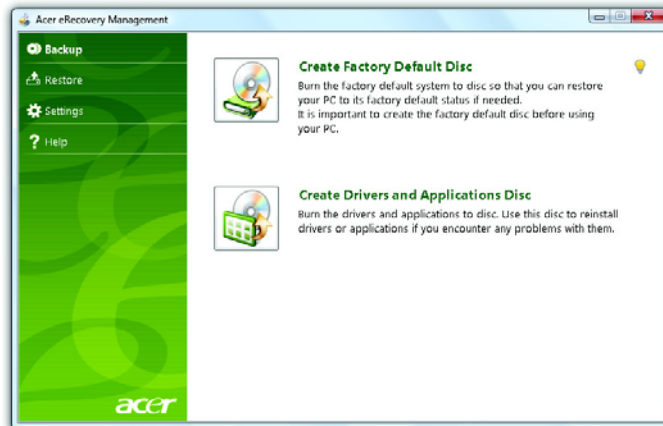 Acer eRecovery Management
Backup
Restore
Settings
Help
Create Factory Default Disc
Burn the factory default system to disc so that you can restore
your PC to its factory default status if needed.
It is important to create the factory default disc before using
your PC.
Create Drivers and Applications Disc
Burn the drivers and applications to disc. Use this disc to reinstall
drivers or applications if you encounter any problems with them.
acer